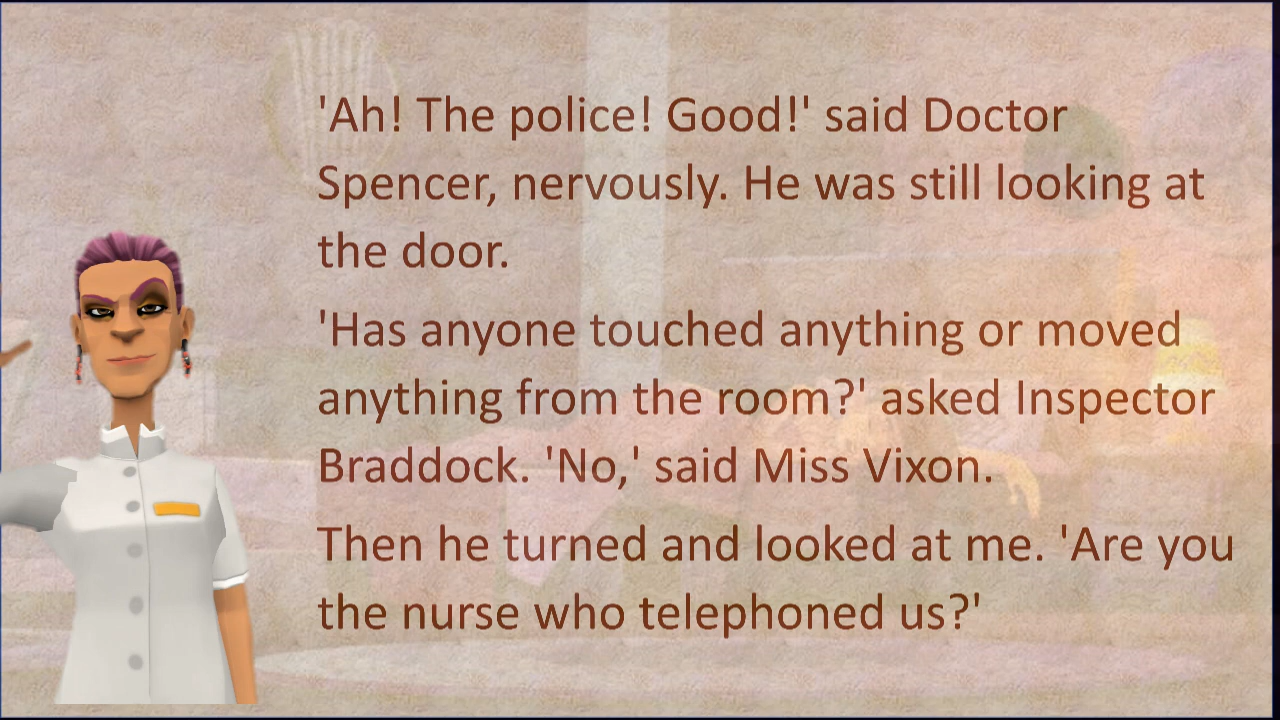 'Ah! The police! Good!' said Doctor
Spencer, nervously. He was still looking at
the door.
'Has anyone touched anything or moved
anything from the room?' asked Inspector
Braddock. 'No,' said Miss Vixon.
Then he turned and looked at me. 'Are you
the nurse who telephoned us?'